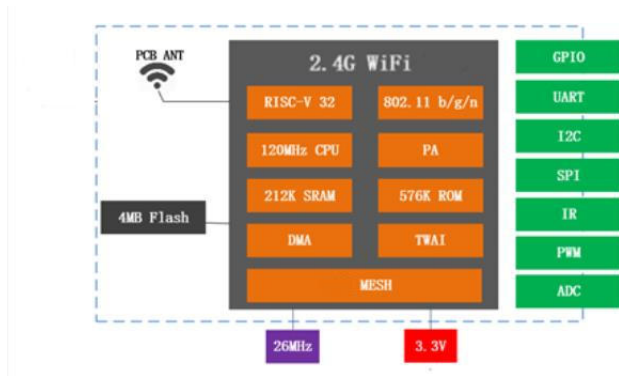 PCB ANT
2.4G WiFi
GPIO
RISC-V 32
802.11 b/g/n
UART
120MHz CPU
PA
I2C
SPI
212K SRAM
576K ROM
4MB Flash
IR
DMA
TWAI
PWM
MESH
ADC
26MHz
3.3V